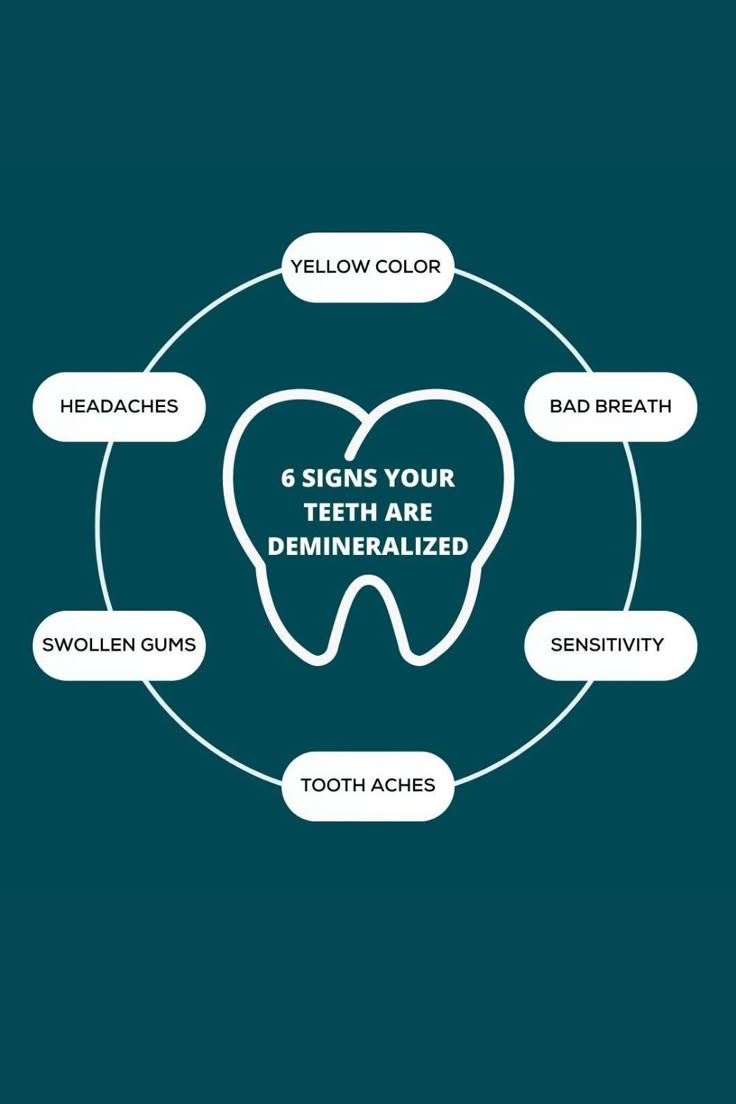 YELLOW COLOR
HEADACHES
BAD BREATH
6 SIGNS YOUR
TEETH ARE
DEMINERALIZED
SWOLLEN GUMS
SENSITIVITY
TOOTH ACHES